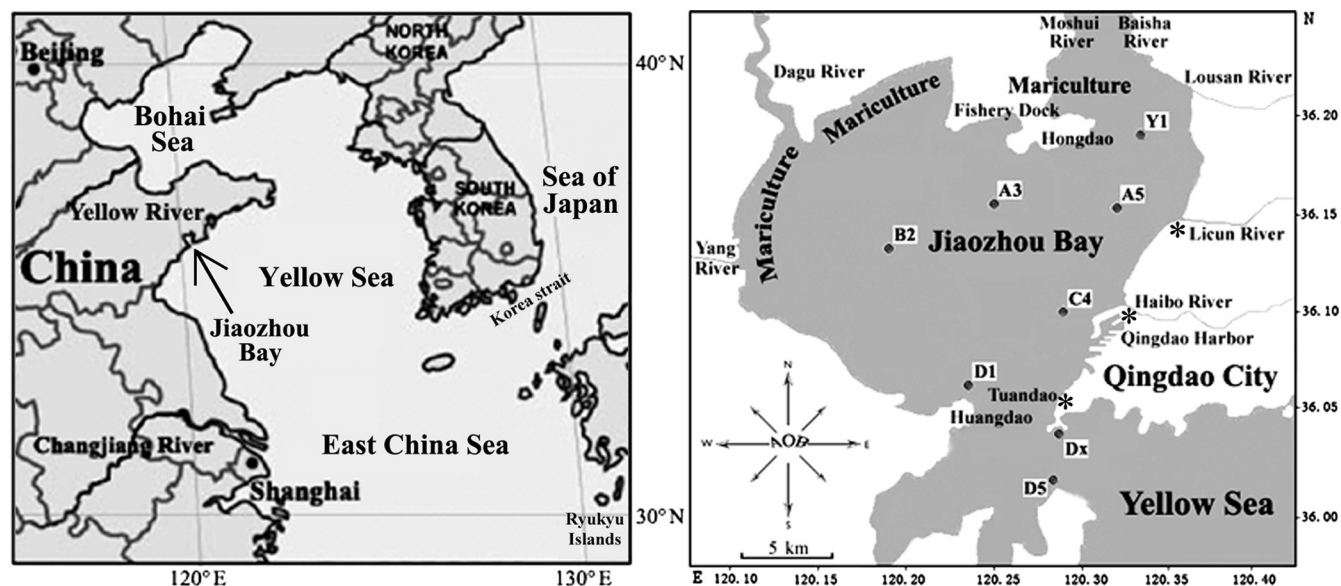 NORTH
KOREA
Beijing
40°N
Bohai
Sea
SOUTH
KOREA
Sea of
Japan
Yellow River
China
Yellow Sea
Korea strait
Jiaozhou
Bay
East China Sea
Changjiang River
Shanghai
Ryukyu
Islands
30°N
120°E
130°E
Moshui
River
Baisha
River
N
Dagu River
Mariculture
Lousan River
Mariculture
Fishery Dock
Hongdao
Y1
36.20
Mariculture
A3
A5
36.15
B2
Jiaozhou Bay
* Licun River
Yang
River
C4
Haibo River
*
36.10
Qingdao Harbor
D1
Qingdao City
Tuandao *
Huangdao
36.05
N
W
AOB
E
S
Dx
D5
Yellow Sea
36.00
5 km
E 120.10 120.15 120.20 120.25 120.30 120.35 120.40